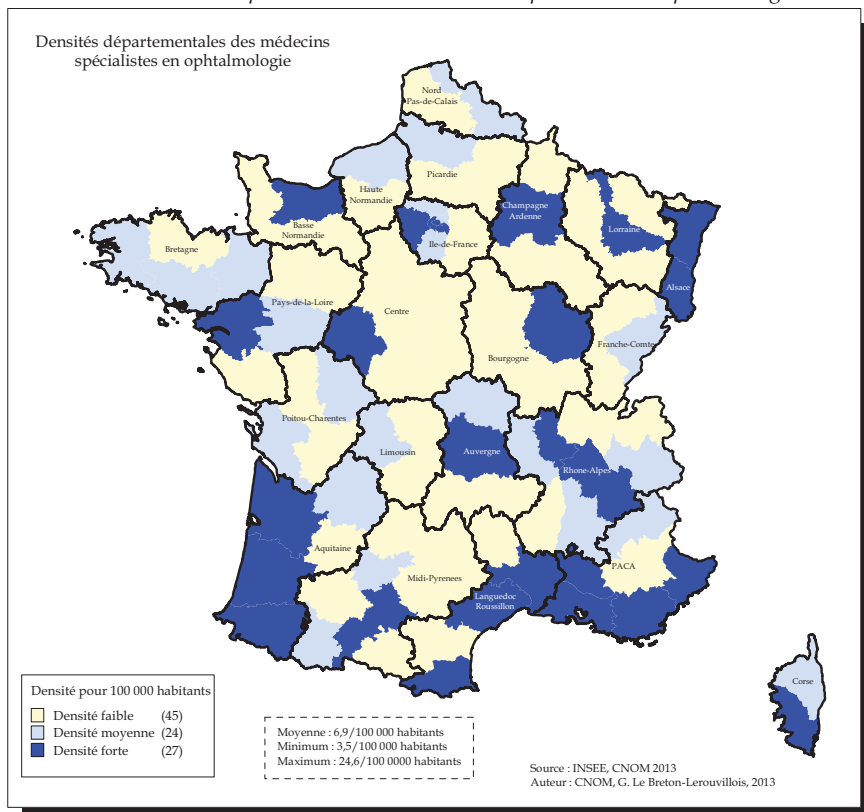 Densités départementales des médecins
spécialistes en ophtalmologie
Nord
Pas-de-Calais
Picardie
Haute
Normandie
Basse
Normandie
Champagne
Ardenne
Lorraine
Ile-de-France
Bretagne
Alsace
Pays-de-la-Loire
Centre
Bourgogne
Franche-Comte
Poitou-Charentes
Limousin
Auvergne
Rhone-Alpes
Aquitaine
Midi-Pyrenees
PACA
Languedoc
Roussillon
Corse
Densité pour 100 000 habitants
Densité faible (45)
Densité moyenne (24)
Densité forte (27)
Moyenne : 6,9/100 000 habitants
Minimum : 3,5/100 000 habitants
Maximum : 24,6/100 0000 habitants
Source : INSEE, CNOM 2013
Auteur : CNOM, G. Le Breton-Lerouvillois, 2013